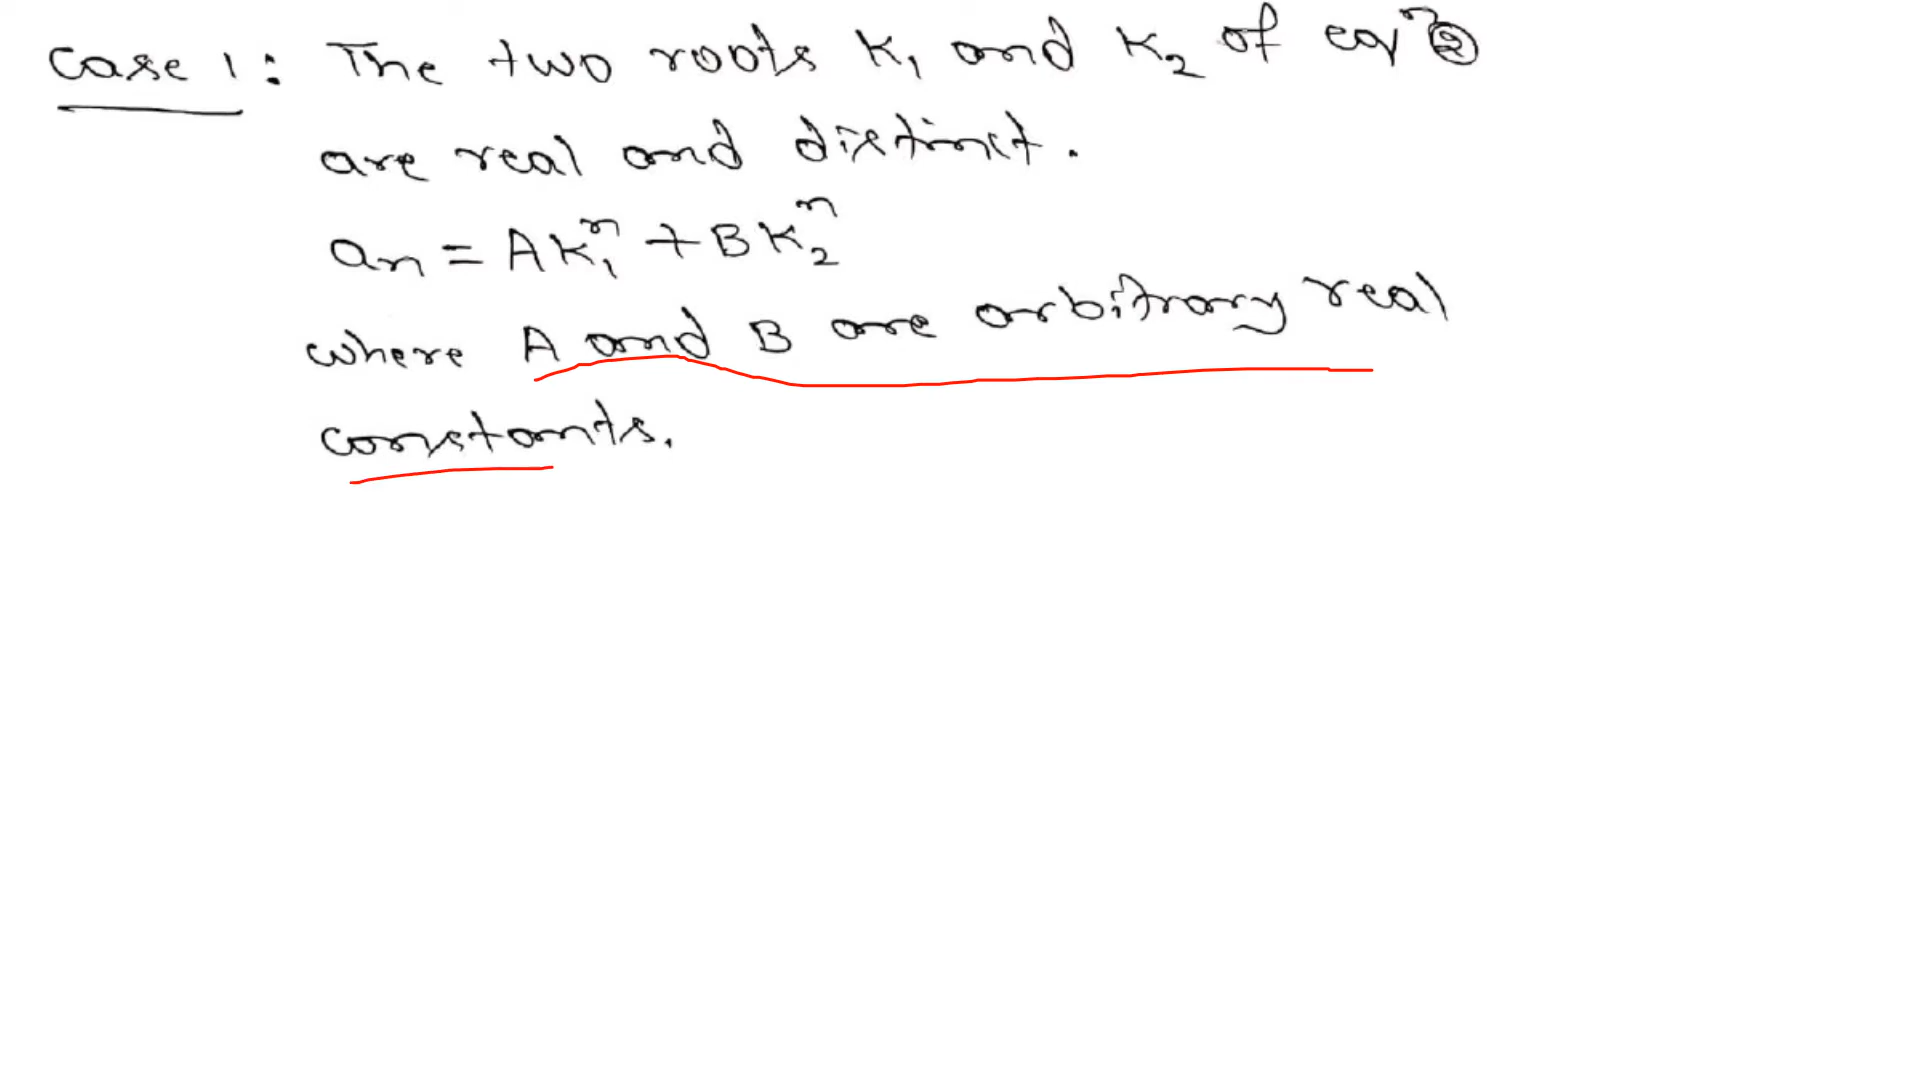 Case 1: The two roots K₁ and K₂ of eqⁿ ②
are real and distinct.
aₙ = AK₁ⁿ + BK₂ⁿ
where A and B are arbitrary real
constants.